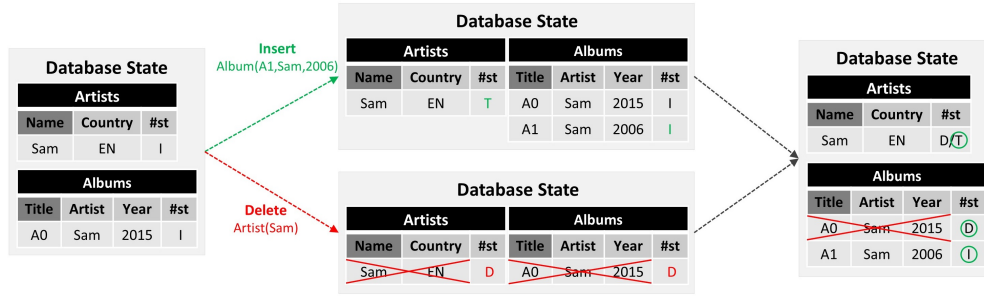 Database State
Artists
Name Country #st
Sam EN I
Albums
Title Artist Year #st
A0 Sam 2015 I
Insert
Album(A1,Sam,2006)
Delete
Artist(Sam)
Database State
Artists
Name Country #st
Sam EN T
Albums
Title Artist Year #st
A0 Sam 2015 I
A1 Sam 2006 I
Database State
Artists
Name Country #st
Sam EN D
Albums
Title Artist Year #st
A0 Sam 2015 D
Database State
Artists
Name Country #st
Sam EN D/T
Albums
Title Artist Year #st
A0 Sam 2015 D
A1 Sam 2006 I